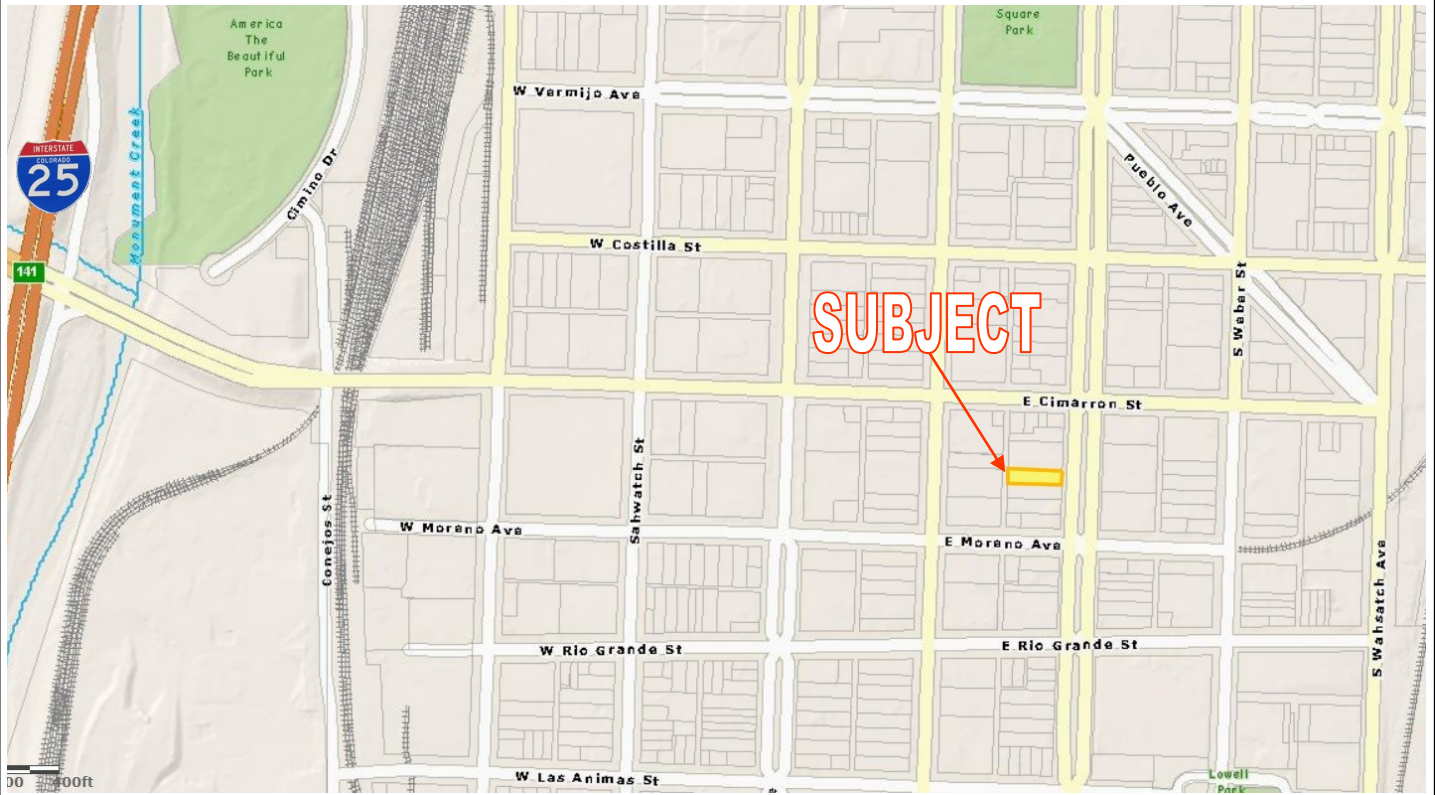 America
The
Beautiful
Park
Square
Park
W Vermijo Ave
Monument Creek
INTERSTATE
COLORADO
25
Cimino Dr
Pueblo Ave
W Costilla St
141
S Weber St
SUBJECT
E Cimarron St
Sahwatch St
Conejos St
W Moreno Ave
E Moreno Ave
S Wahsatch Ave
W Rio Grande St
E Rio Grande St
W Las Animas St
Lowell
Park
400ft